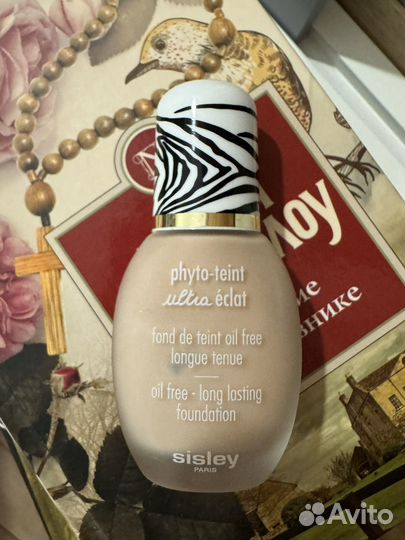 phyto-teint
ultra éclat
fond de teint oil free
longue tenue
oil free - long lasting
foundation
sisley
PARIS
Avito